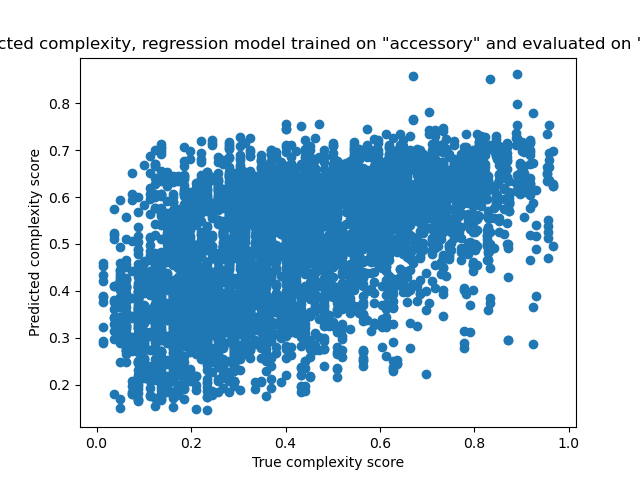 complexity, regression model trained on "accessory" and evaluated on "
0.8
0.7
0.6
0.5
0.4
0.3
0.2
Predicted complexity score
0.0 0.2 0.4 0.6 0.8 1.0
True complexity score